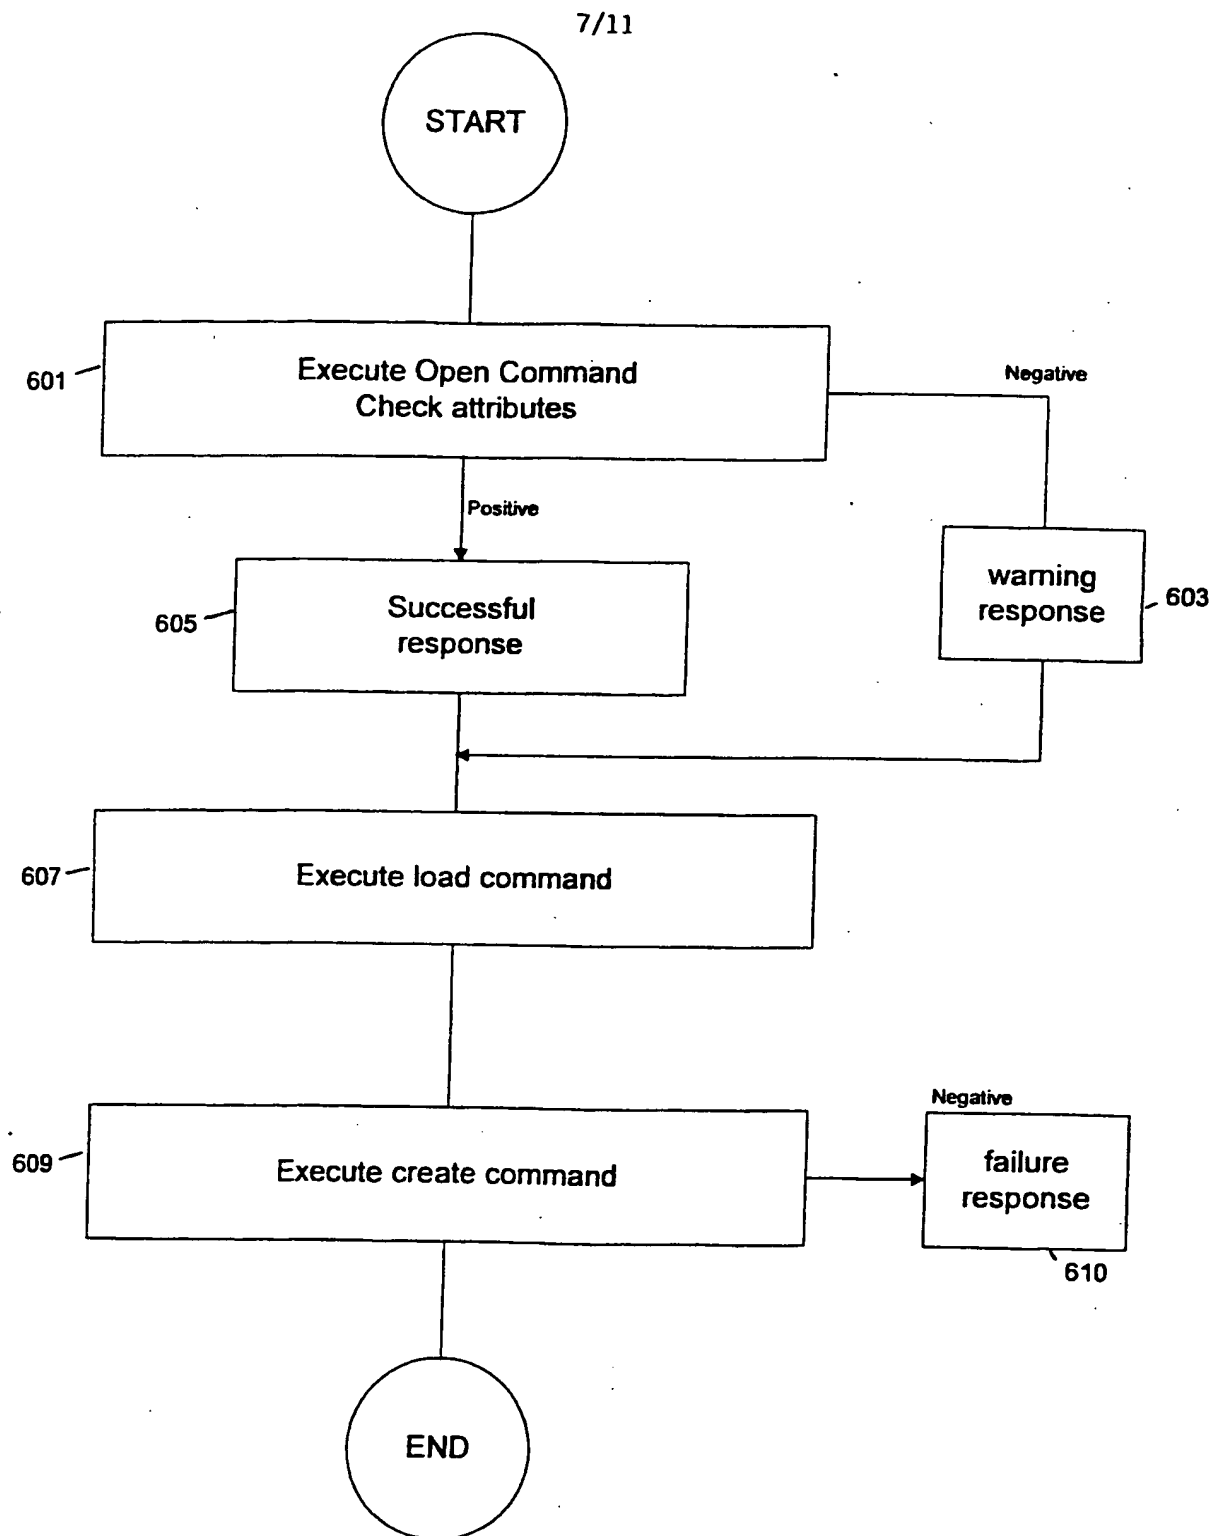 7/11
START
601
Execute Open Command
Check attributes
Negative
Positive
605
Successful
response
warning
response
603
607
Execute load command
609
Execute create command
Negative
failure
response
610
END